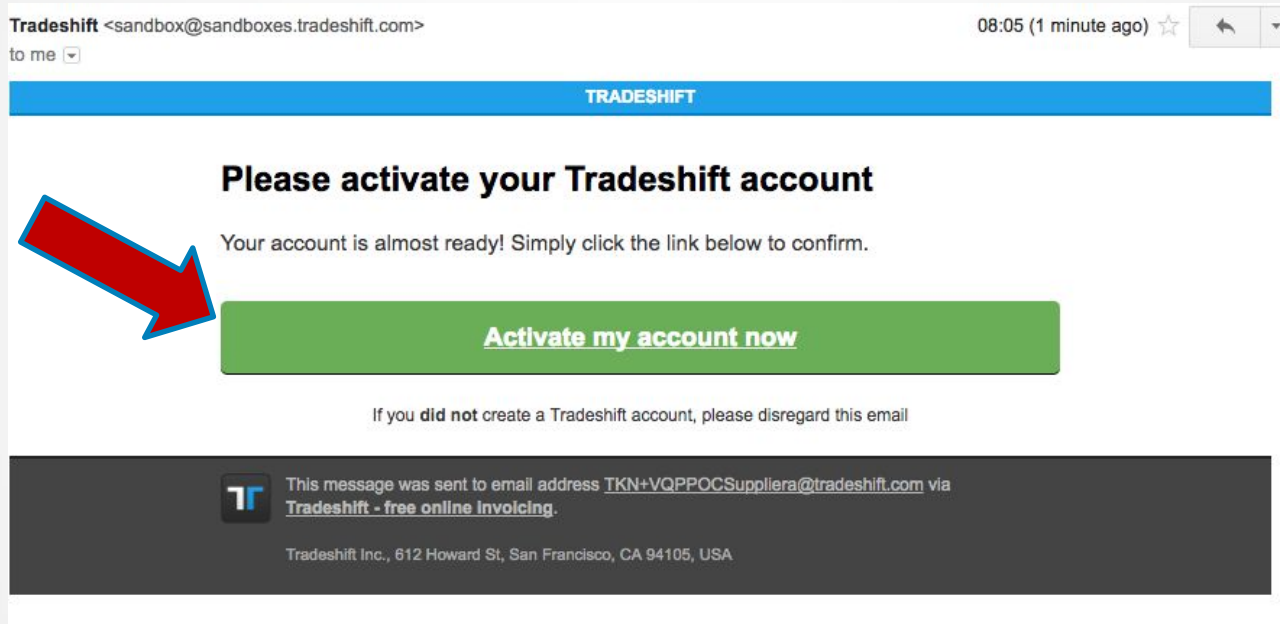 Tradeshift <sandbox@sandboxes.tradeshift.com> 08:05 (1 minute ago)
to me
TRADESHIFT
Please activate your Tradeshift account
Your account is almost ready! Simply click the link below to confirm.
Activate my account now
If you did not create a Tradeshift account, please disregard this email
This message was sent to email address TKN+VQPPOCSuppliera@tradeshift.com via
Tradeshift - free online invoicing.
Tradeshift Inc., 612 Howard St, San Francisco, CA 94105, USA